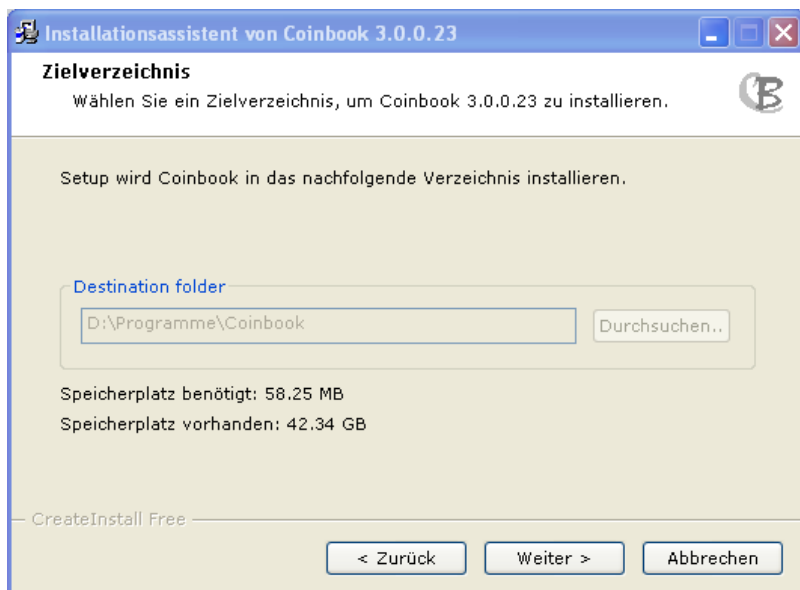 Installationsassistent von Coinbook 3.0.0.23
Zielverzeichnis
Wählen Sie ein Zielverzeichnis, um Coinbook 3.0.0.23 zu installieren.
CB
Setup wird Coinbook in das nachfolgende Verzeichnis installieren.
Destination folder
D:\Programme\Coinbook
Durchsuchen..
Speicherplatz benötigt: 58.25 MB
Speicherplatz vorhanden: 42.34 GB
CreateInstall Free
< Zurück
Weiter >
Abbrechen